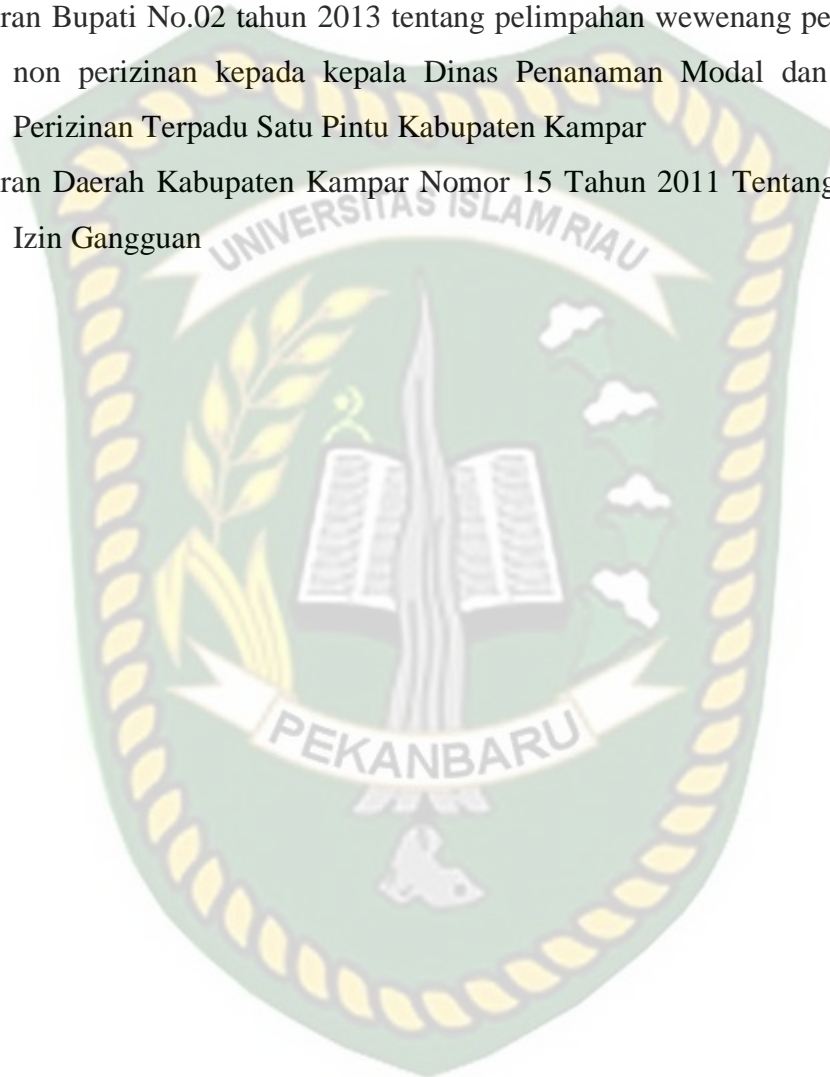 ran Bupati No.02 tahun 2013 tentang pelimpahan wewenang pe
non perizinan kepada kepala Dinas Penanaman Modal dan
Perizinan Terpadu Satu Pintu Kabupaten Kampar
ran Daerah Kabupaten Kampar Nomor 15 Tahun 2011 Tentang
Izin Gangguan
UNIVERSITAS ISLAM RIAU
PEKANBARU